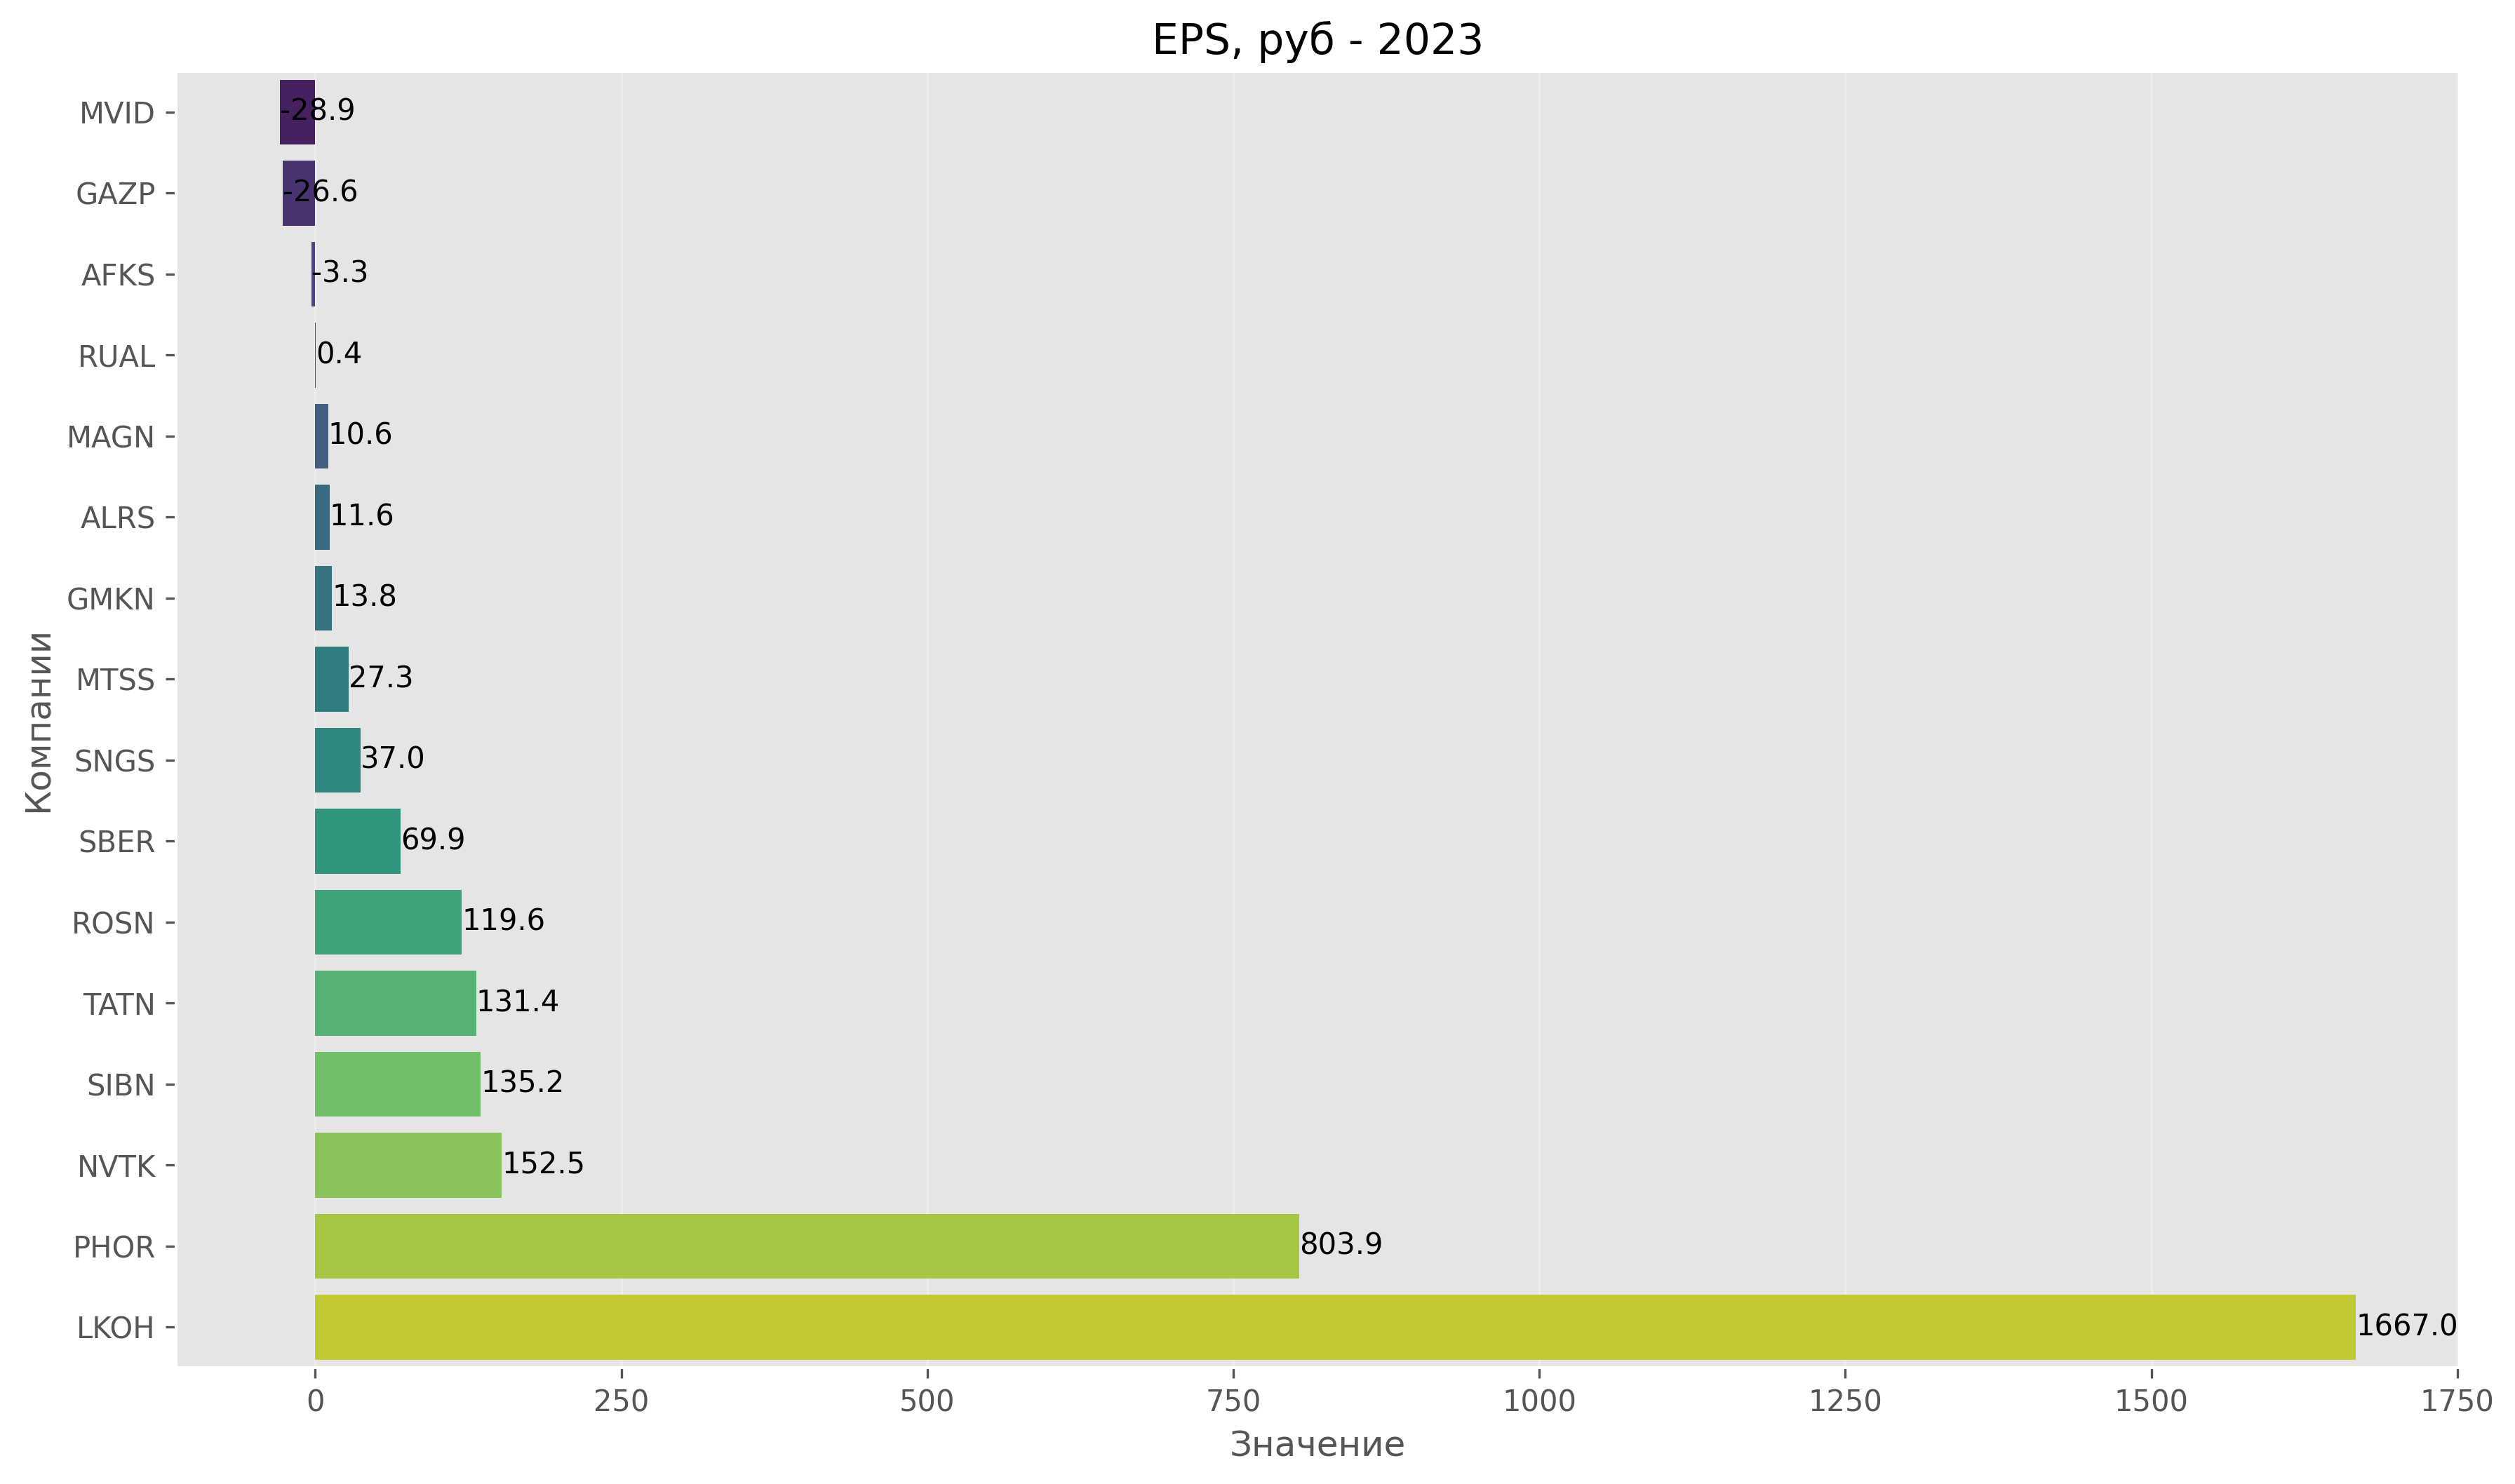 EPS, руб - 2023
Компании
MVID -28.9
GAZP -26.6
AFKS -3.3
RUAL 0.4
MAGN 10.6
ALRS 11.6
GMKN 13.8
MTSS 27.3
SNGS 37.0
SBER 69.9
ROSN 119.6
TATN 131.4
SIBN 135.2
NVTK 152.5
PHOR 803.9
LKOH 1667.0
0 250 500 750 1000 1250 1500 1750
Значение